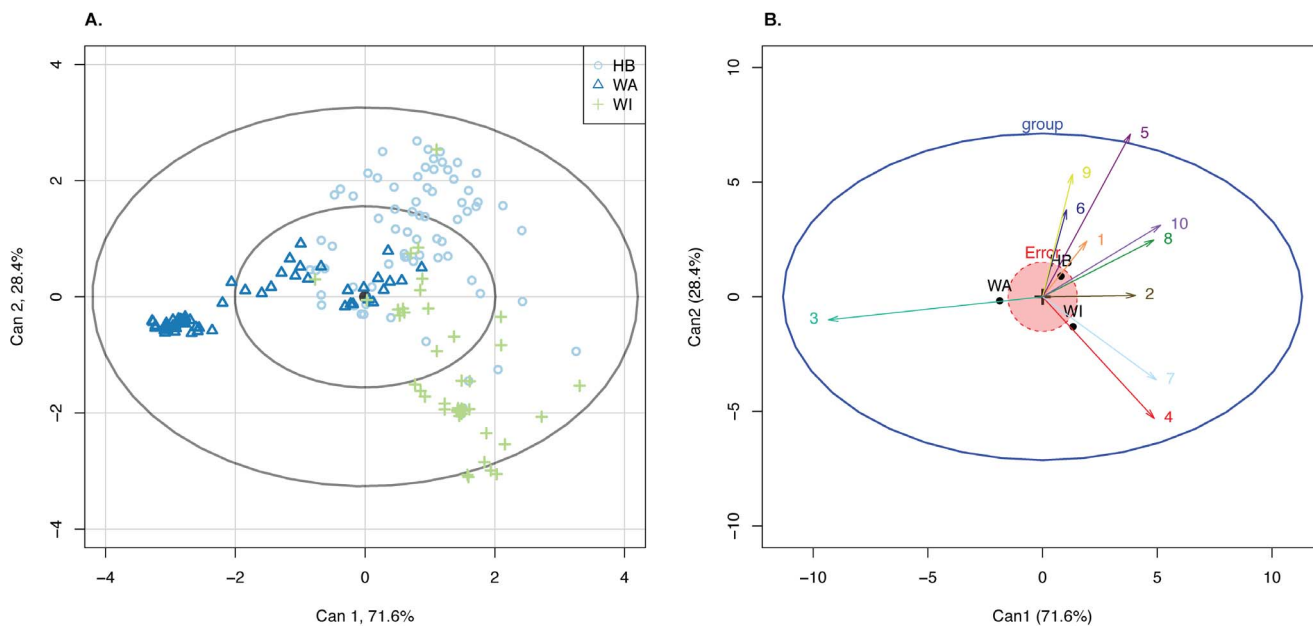 A.
4
2
0
−2
−4
Can 2, 28.4%
HB
WA
WI
−4
−2
0
2
4
Can 1, 71.6%
B.
10
5
0
−5
−10
Can2 (28.4%)
group
5
9
6
10
1
8
Error
HB
WA
2
WI
3
7
4
−10
−5
0
5
10
Can1 (71.6%)